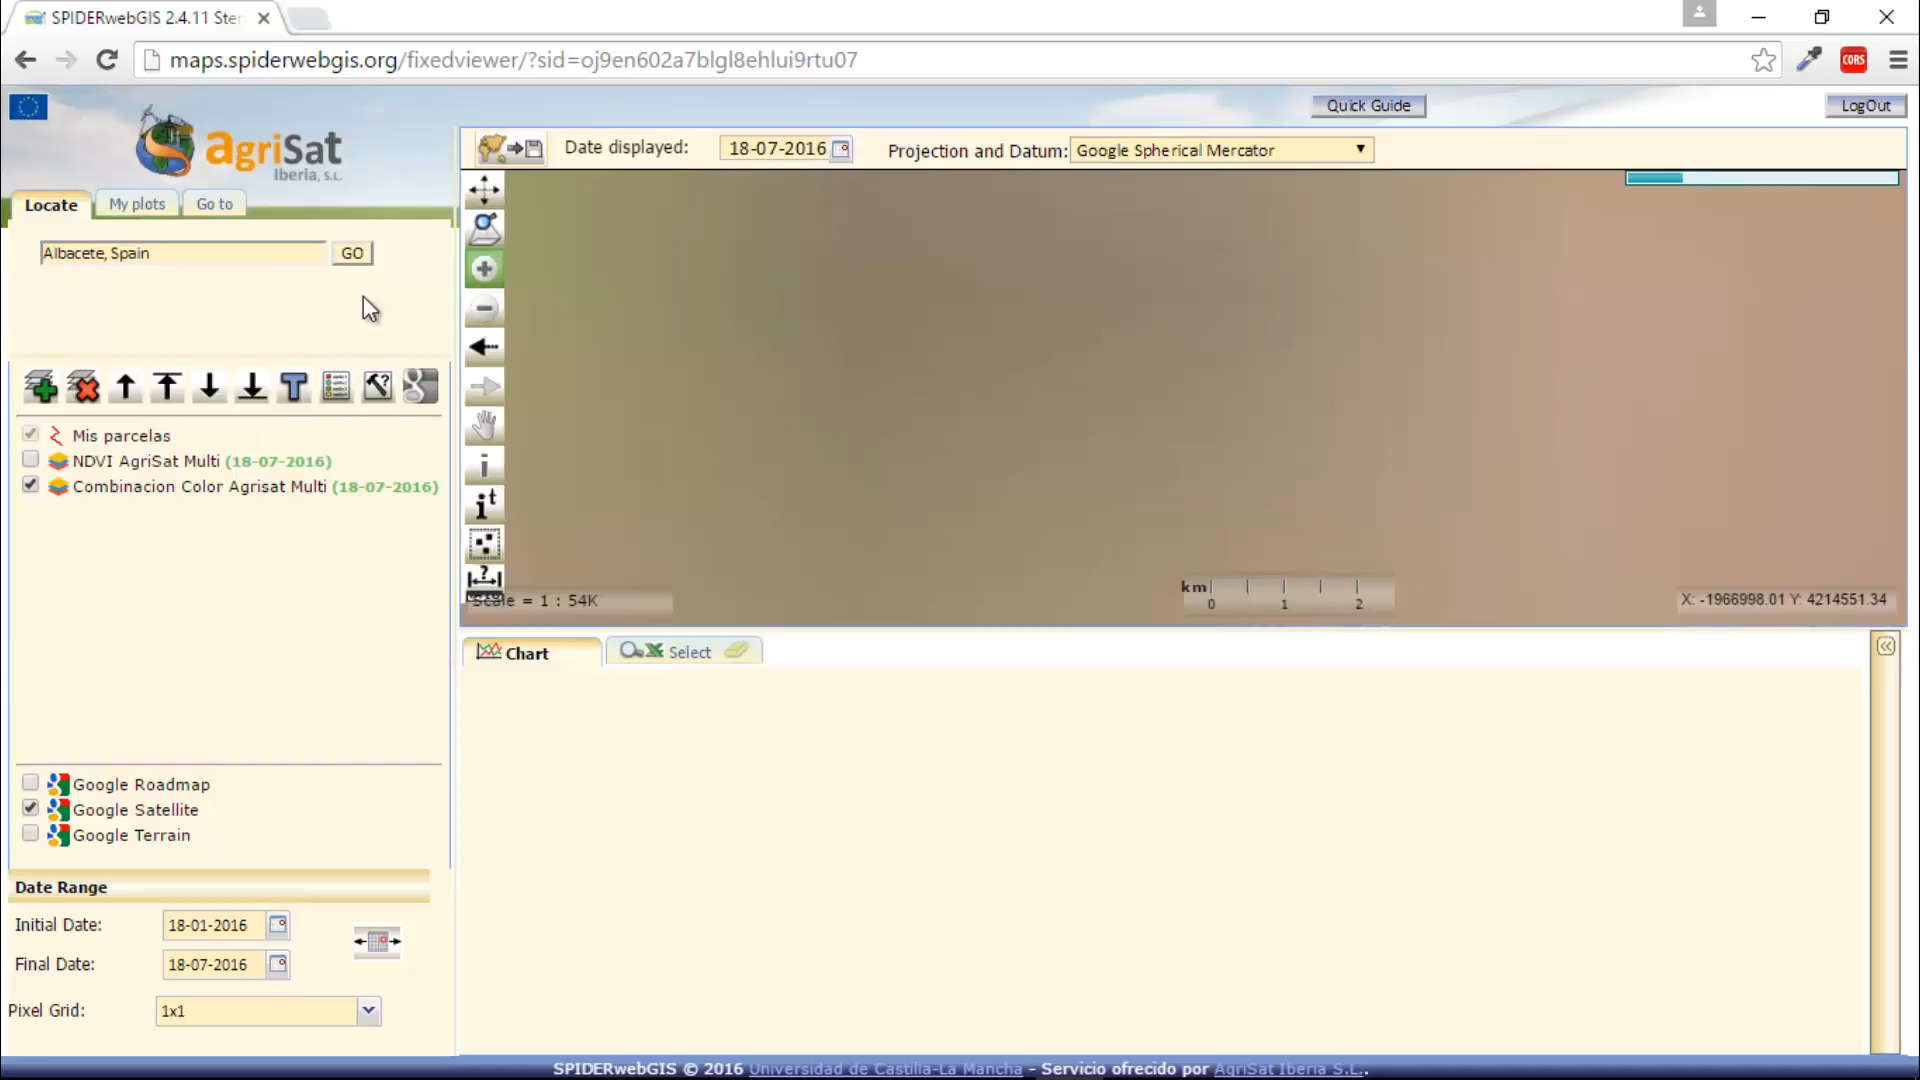 SPIDERwebGIS 2.4.11 Ster
maps.spiderwebgis.org/fixedviewer/?sid=oj9en602a7blgl8ehlui9rtu07
CORS
Quick Guide
LogOut
agriSat
Iberia, s.L.
Date displayed:
18-07-2016
Projection and Datum:
Google Spherical Mercator
Locate
My plots
Go to
Albacete, Spain
GO
Mis parcelas
NDVI AgriSat Multi (18-07-2016)
Combinacion Color Agrisat Multi (18-07-2016)
Scale = 1 : 54K
km
0 1 2
X: -1966998.01 Y: 4214551.34
Chart
Select
Google Roadmap
Google Satellite
Google Terrain
Date Range
Initial Date:
18-01-2016
Final Date:
18-07-2016
Pixel Grid:
1x1
SPIDERwebGIS © 2016 Universidad de Castilla-La Mancha - Servicio ofrecido por AgriSat Iberia S.L..